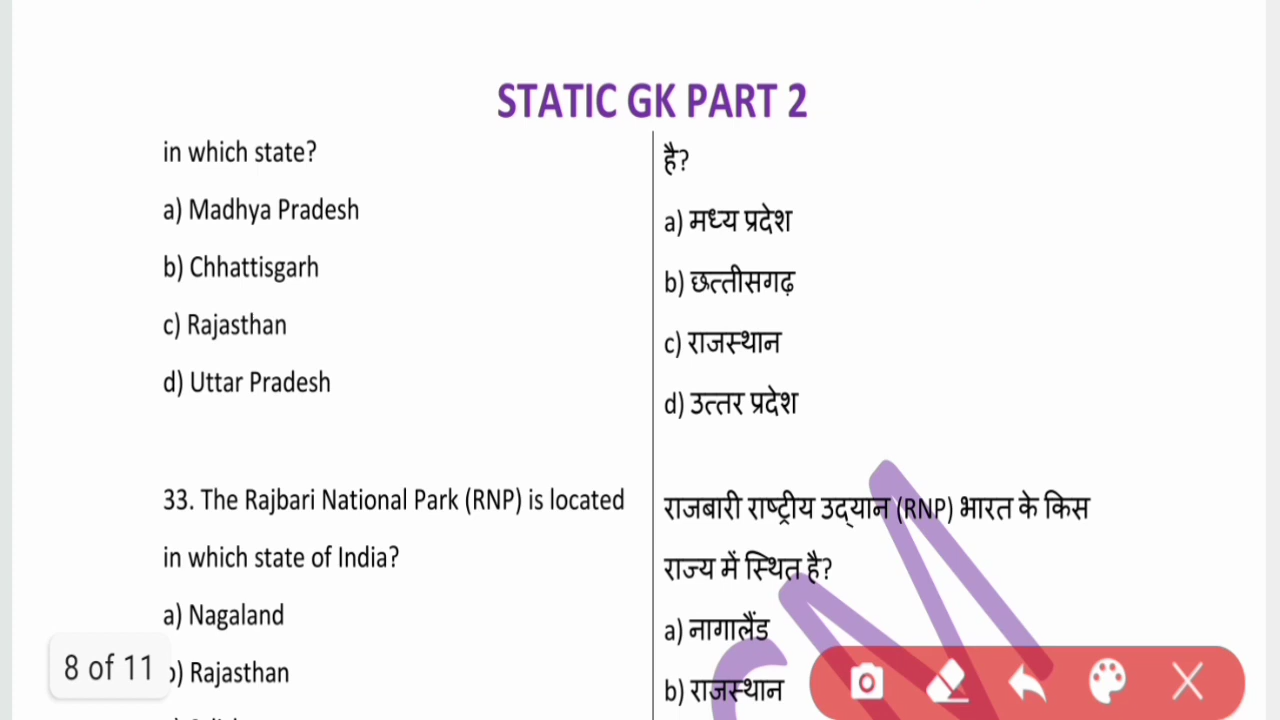 STATIC GK PART 2
in which state?
a) Madhya Pradesh
b) Chhattisgarh
c) Rajasthan
d) Uttar Pradesh
33. The Rajbari National Park (RNP) is located
in which state of India?
a) Nagaland
b) Rajasthan
है?
a) मध्य प्रदेश
b) छत्तीसगढ़
c) राजस्थान
d) उत्तर प्रदेश
राजबारी राष्ट्रीय उद्यान (RNP) भारत के किस
राज्य में स्थित है?
a) नागालैंड
b) राजस्थान
8 of 11